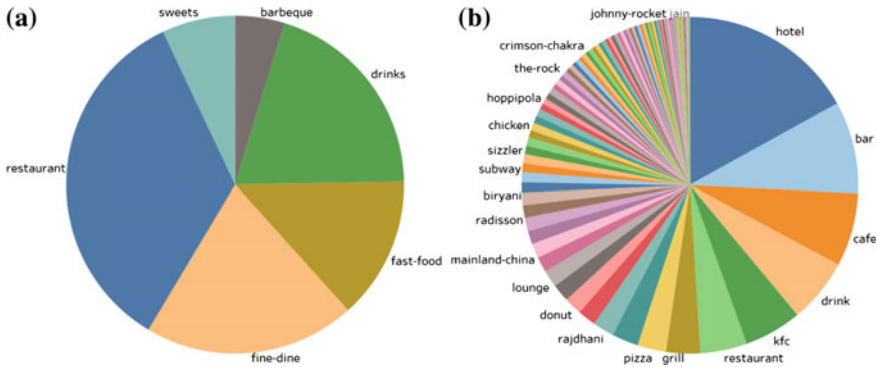 (a)
sweets
barbeque
drinks
restaurant
fast-food
fine-dine
(b)
johnny-rocket jain
hotel
crimson-chakra
the-rock
hoppipola
bar
chicken
sizzler
subway
biryani
radisson
cafe
mainland-china
lounge
drink
donut
kfc
rajdhani
restaurant
pizza
grill